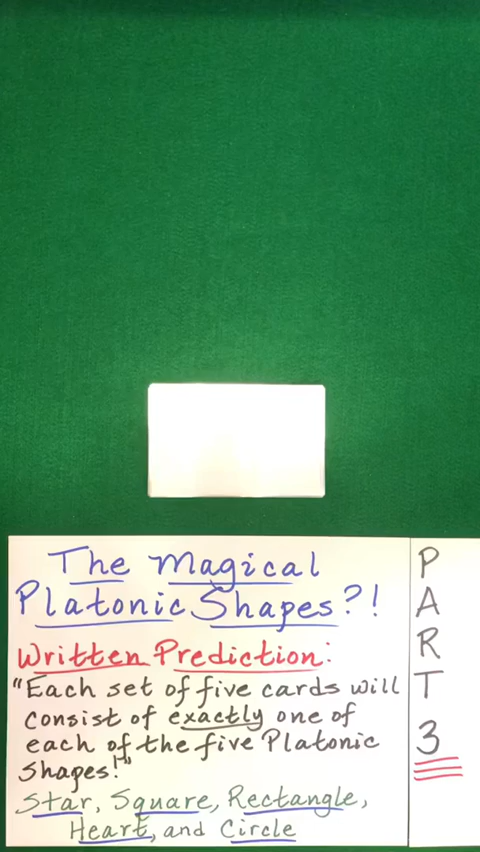 The Magical
Platonic Shapes?!
Written Prediction:
"Each set of five cards will
consist of exactly one of
each of the five Platonic
Shapes!"
Star, Square, Rectangle,
Heart, and Circle
PART 3